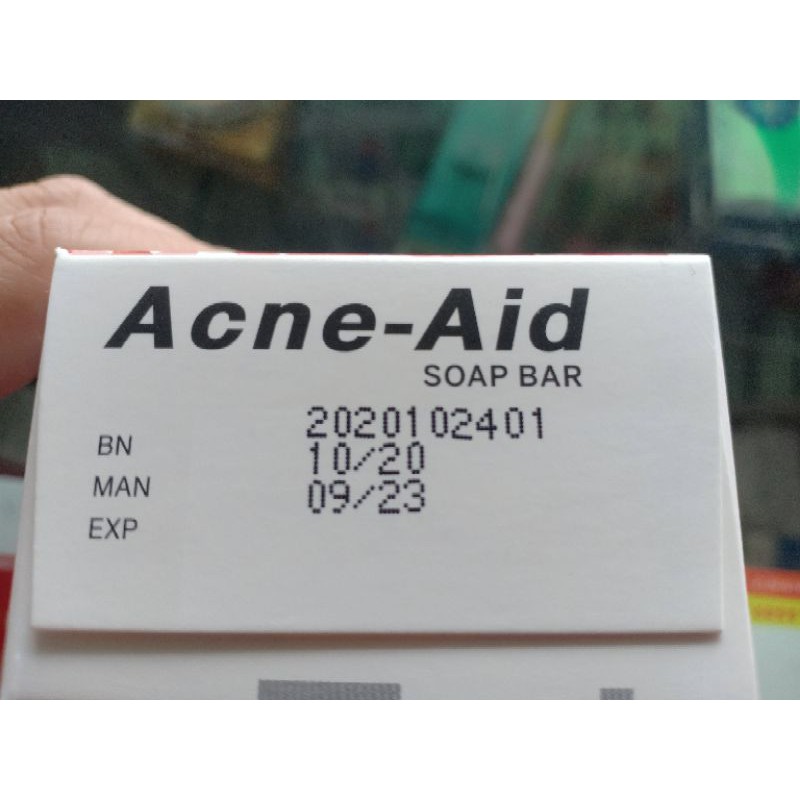 Acne-Aid
SOAP BAR
BN 2020102401
MAN 10/20
EXP 09/23